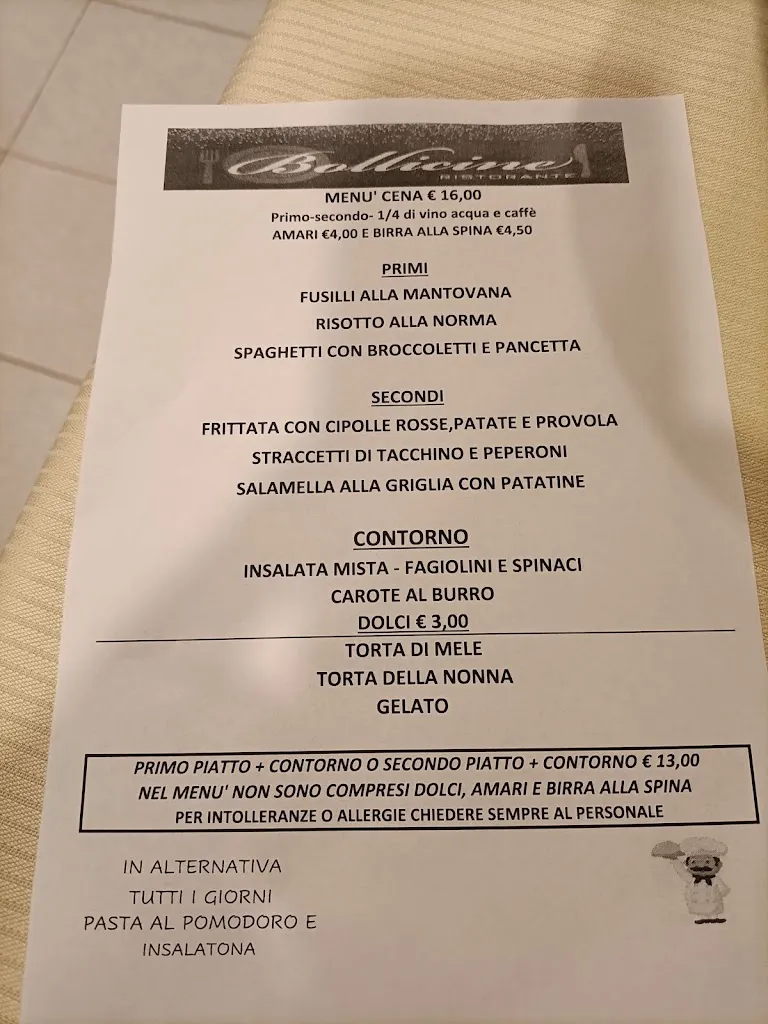 Bollicine
RISTORANTE
MENU' CENA € 16,00
Primo-secondo- 1/4 di vino acqua e caffè
AMARI €4,00 E BIRRA ALLA SPINA €4,50
PRIMI
FUSILLI ALLA MANTOVANA
RISOTTO ALLA NORMA
SPAGHETTI CON BROCCOLETTI E PANCETTA
SECONDI
FRITTATA CON CIPOLLE ROSSE,PATATE E PROVOLA
STRACCETTI DI TACCHINO E PEPERONI
SALAMELLA ALLA GRIGLIA CON PATATINE
CONTORNO
INSALATA MISTA - FAGIOLINI E SPINACI
CAROTE AL BURRO
DOLCI € 3,00
TORTA DI MELE
TORTA DELLA NONNA
GELATO
PRIMO PIATTO + CONTORNO O SECONDO PIATTO + CONTORNO € 13,00
NEL MENU' NON SONO COMPRESI DOLCI, AMARI E BIRRA ALLA SPINA
PER INTOLLERANZE O ALLERGIE CHIEDERE SEMPRE AL PERSONALE
IN ALTERNATIVA
TUTTI I GIORNI
PASTA AL POMODORO E
INSALATONA